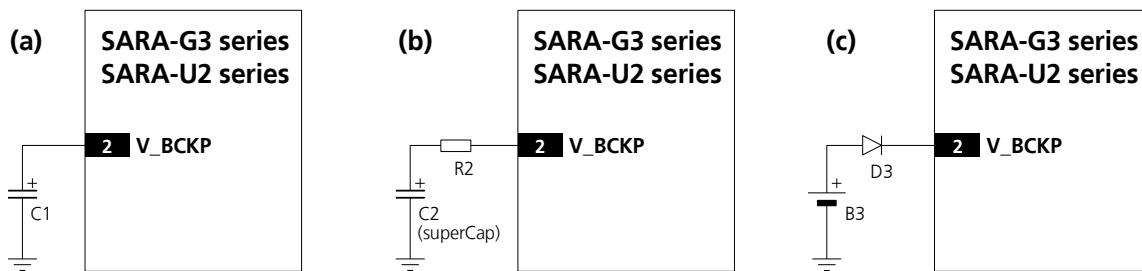 (a)
SARA-G3 series
SARA-U2 series
2 V_BCKP
+
C1
(b)
SARA-G3 series
SARA-U2 series
2 V_BCKP
R2
+
C2
(superCap)
(c)
SARA-G3 series
SARA-U2 series
2 V_BCKP
D3
+
B3